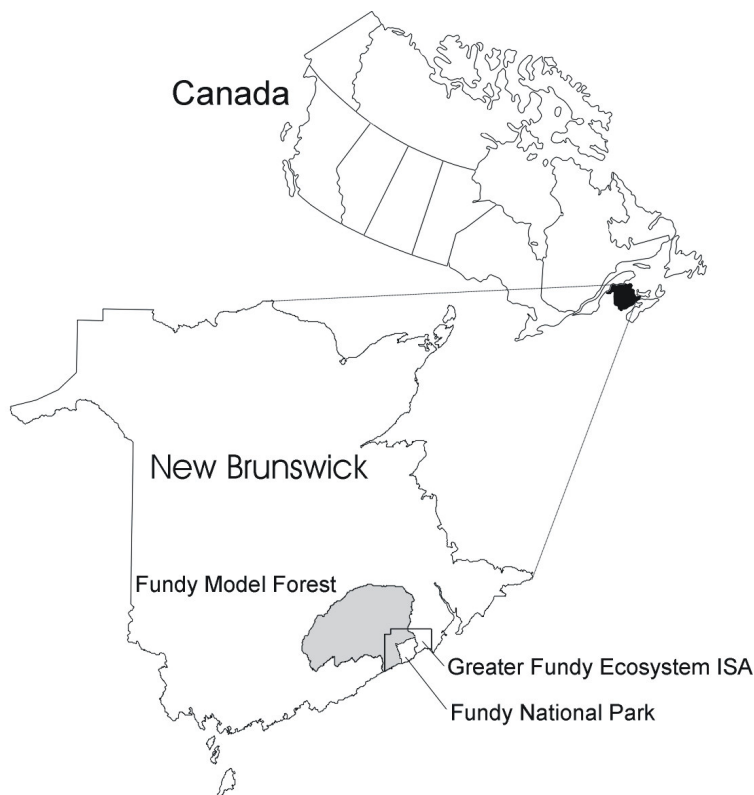 Canada
New Brunswick
Fundy Model Forest
Greater Fundy Ecosystem ISA
Fundy National Park